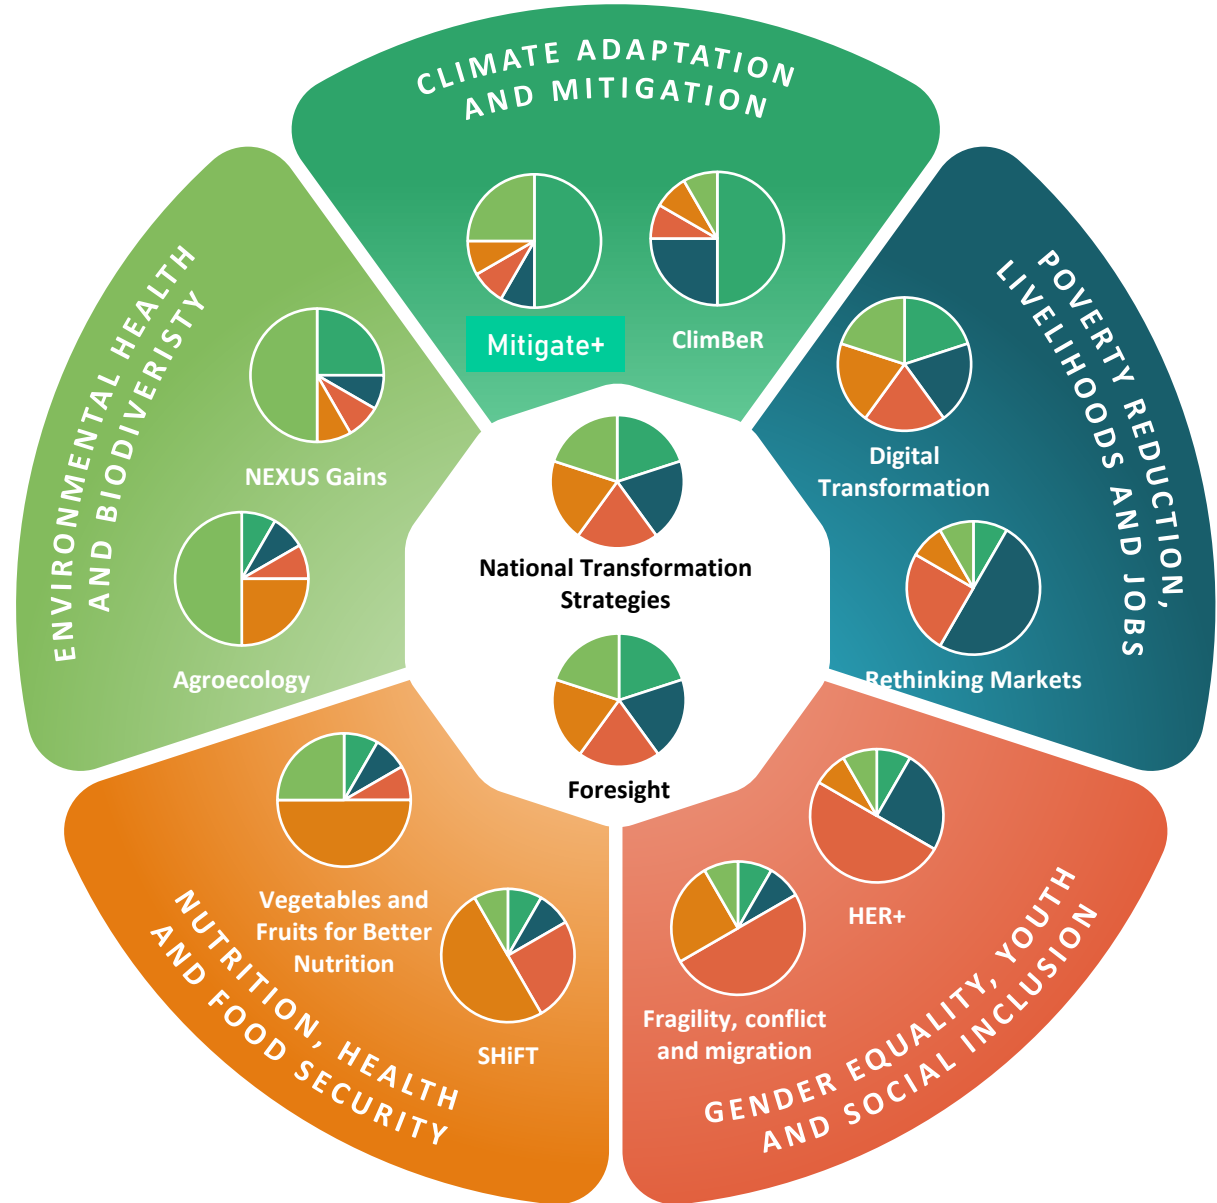 CLIMATE ADAPTATION
AND MITIGATION
Mitigate+
ClimBeR
POVERTY REDUCTION,
LIVELIHOODS AND JOBS
Digital
Transformation
Rethinking Markets
GENDER EQUALITY, YOUTH
AND SOCIAL INCLUSION
HER+
Fragility, conflict
and migration
NUTRITION, HEALTH
AND FOOD SECURITY
Vegetables and
Fruits for Better
Nutrition
SHiFT
ENVIRONMENTAL HEALTH
AND BIODIVERISTY
NEXUS Gains
Agroecology
National Transformation
Strategies
Foresight